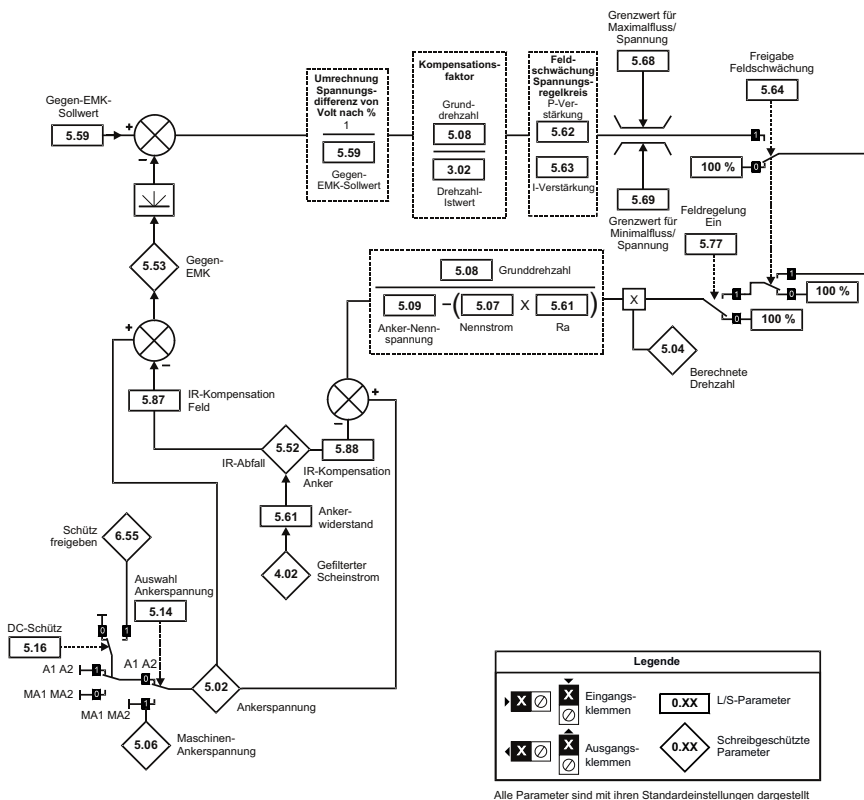 Gegen-EMK-
Sollwert
5.59
+
−
Umrechnung
Spannungs-
differenz von
Volt nach %
1
5.59
Gegen-
EMK-Sollwert
Kompensations-
faktor
Grund-
drehzahl
5.08
3.02
Drehzahl-
Istwert
Feld-
schwächung
Spannungs-
regelkreis
P-Ver-
stärkung
5.62
5.63
I-Verstärkung
Grenzwert für
Maximalfluss/
Spannung
5.68
5.69
Grenzwert für
Minimalfluss/
Spannung
Freigabe
Feldschwächung
5.64
1
0
100 %
Feldregelung
Ein
5.77
1
0
100 %
1
0
100 %
5.53
Gegen-
EMK
5.08
Grunddrehzahl
5.09
−
(
5.07
X
5.61
)
Anker-Nenn-
spannung
Nennstrom
Ra
X
5.04
Berechnete
Drehzahl
+
−
5.87
IR-Kompensation
Feld
+
−
5.52
IR-Abfall
5.88
IR-Kompensation
Anker
5.61
Anker-
widerstand
4.02
Gefilterter
Scheinstrom
Schütz
freigeben
6.55
Auswahl
Ankerspannung
5.14
DC-Schütz
5.16
0
1
A1 A2
1
MA1 MA2
0
A1 A2
0
MA1 MA2
1
5.02
Ankerspannung
5.06
Maschinen-
Ankerspannung
Legende
X
X
Eingangs-
klemmen
0.XX
L/S-Parameter
X
X
Ausgangs-
klemmen
0.XX
Schreibgeschützte
Parameter
Alle Parameter sind mit ihren Standardeinstellungen dargestellt